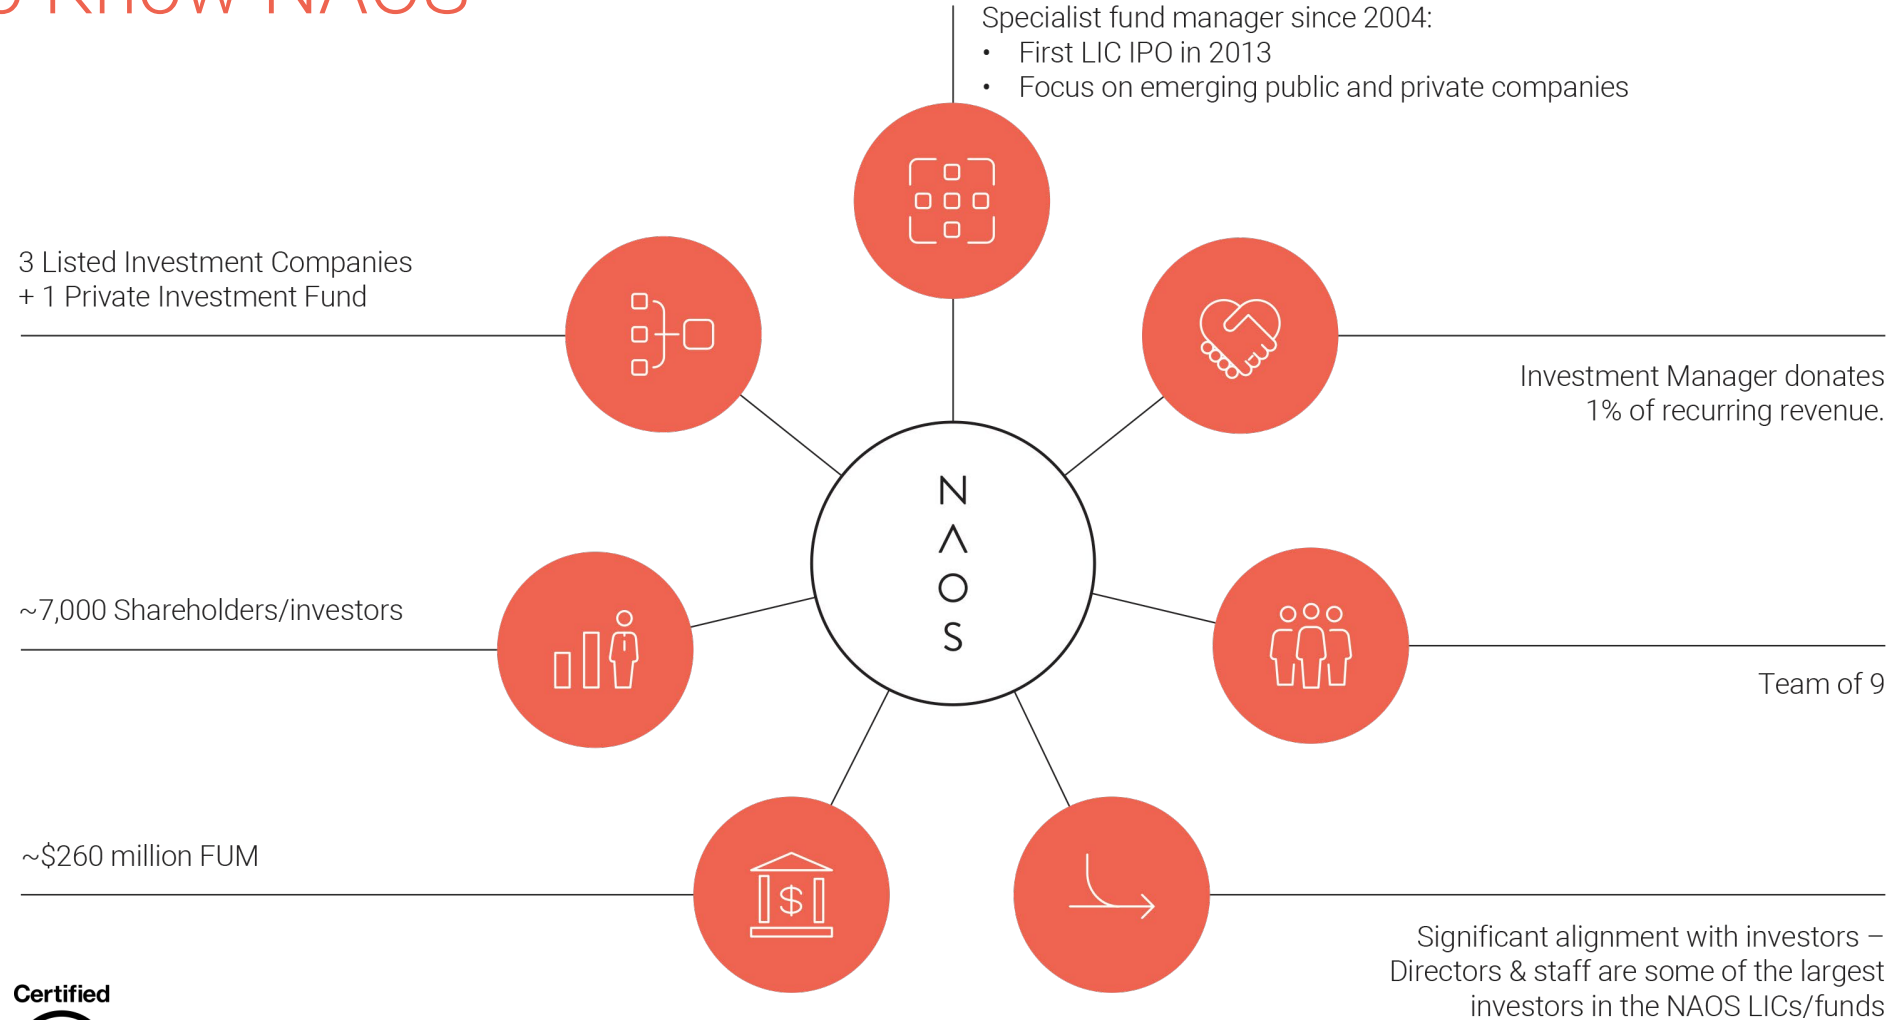 Know NAOS
Specialist fund manager since 2004:
• First LIC IPO in 2013
• Focus on emerging public and private companies
3 Listed Investment Companies
+ 1 Private Investment Fund
Investment Manager donates
1% of recurring revenue.
N
Λ
O
S
~7,000 Shareholders/investors
Team of 9
~$260 million FUM
$
Significant alignment with investors –
Directors & staff are some of the largest
investors in the NAOS LICs/funds
Certified